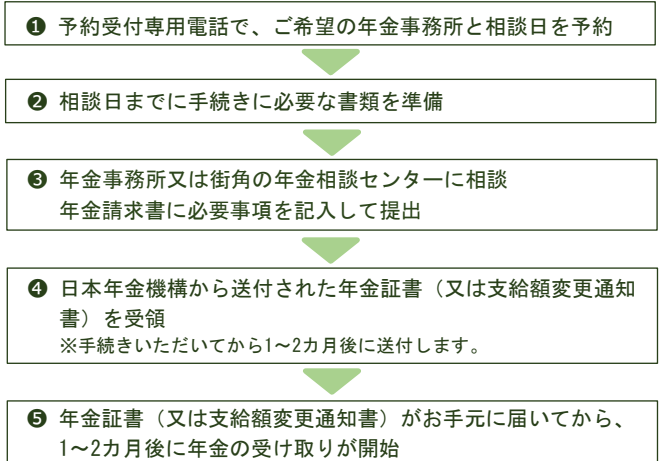 ❶ 予約受付専用電話で、ご希望の年金事務所と相談日を予約
❷ 相談日までに手続きに必要な書類を準備
❸ 年金事務所又は街角の年金相談センターに相談
年金請求書に必要事項を記入して提出
❹ 日本年金機構から送付された年金証書（又は支給額変更通知
書）を受領
※手続きいただいてから1～2カ月後に送付します。
❺ 年金証書（又は支給額変更通知書）がお手元に届いてから、
1～2カ月後に年金の受け取りが開始